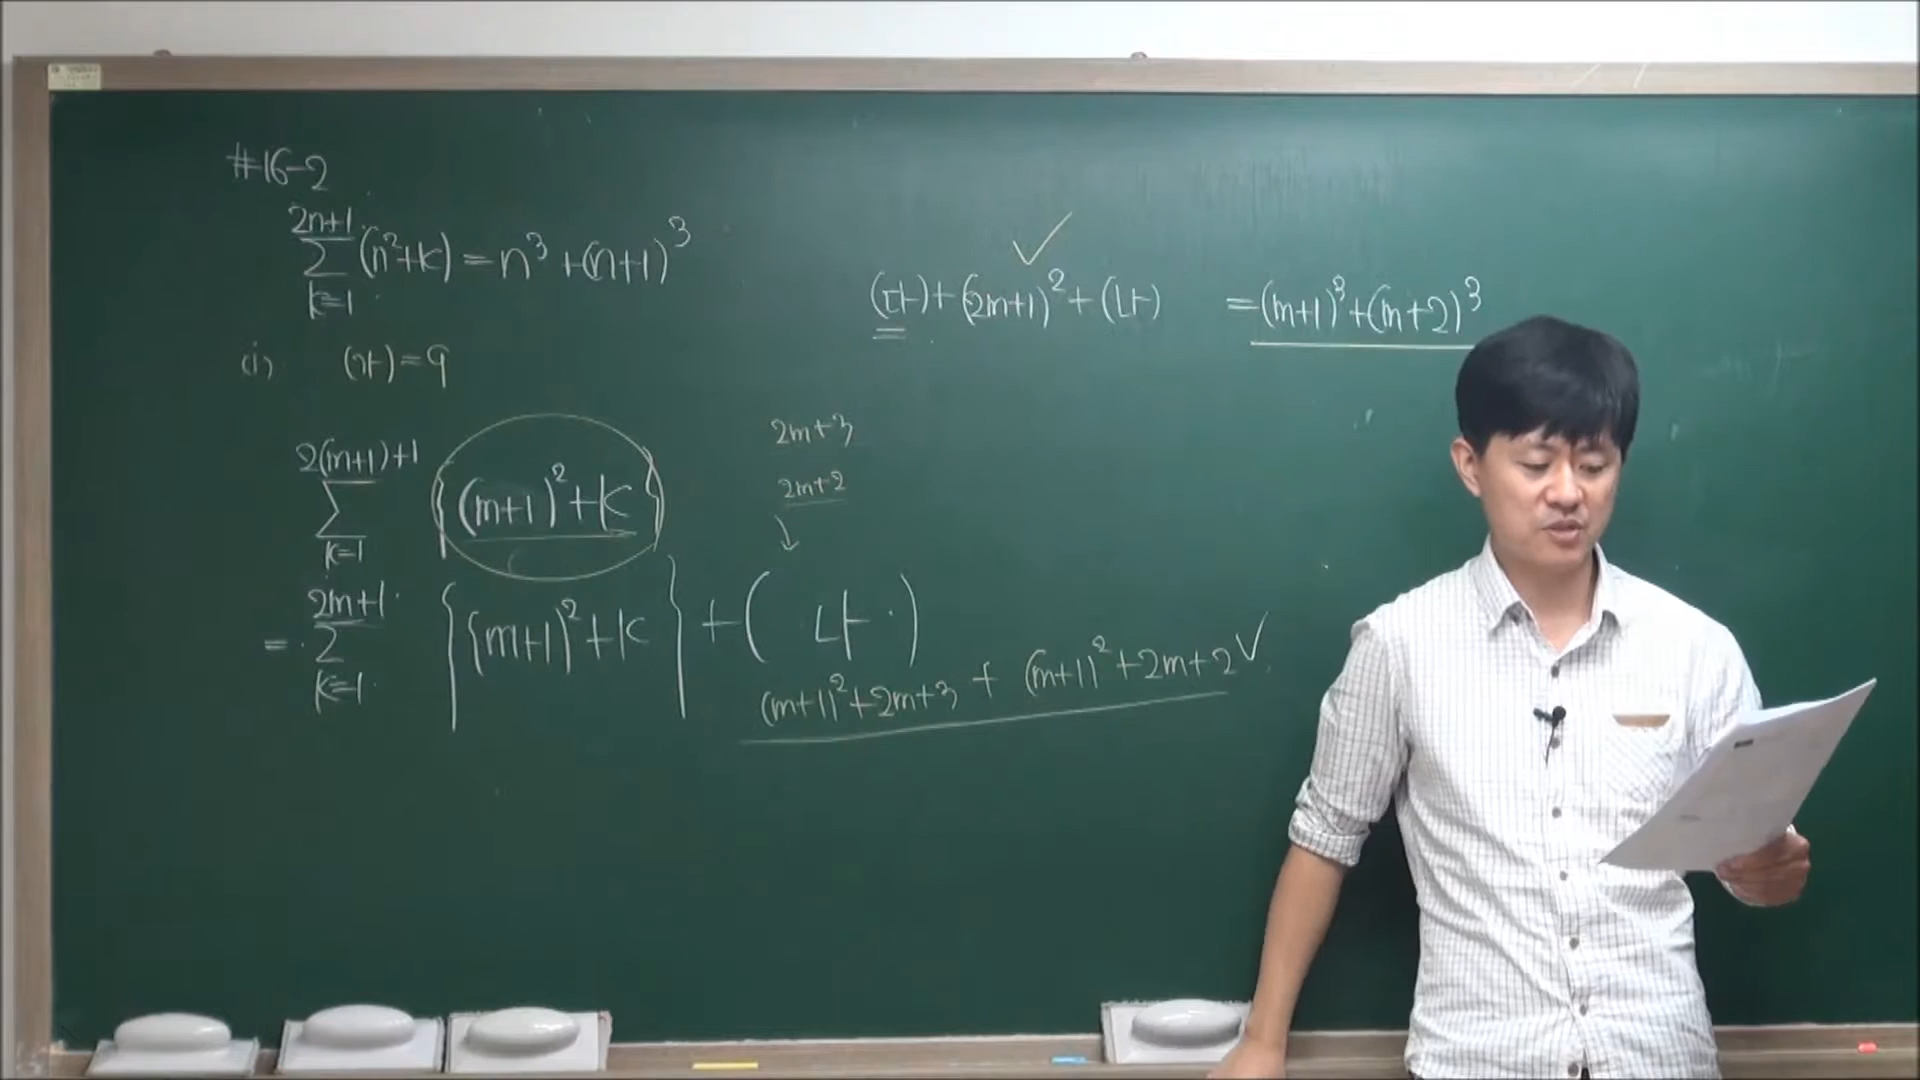 #16-2
2n+1
∑ (n²+k) = n³+(n+1)³
k=1
(i) (가)=9
2(m+1)+1
∑ {(m+1)²+k}
k=1
2m+1
= ∑ {(m+1)²+k} + ( 나 )
k=1
2m+3
2m+2
↓
(m+1)²+2m+3 + (m+1)²+2m+2 ✓
✓
(다)+(2m+1)²+(나) =(m+1)³+(m+2)³